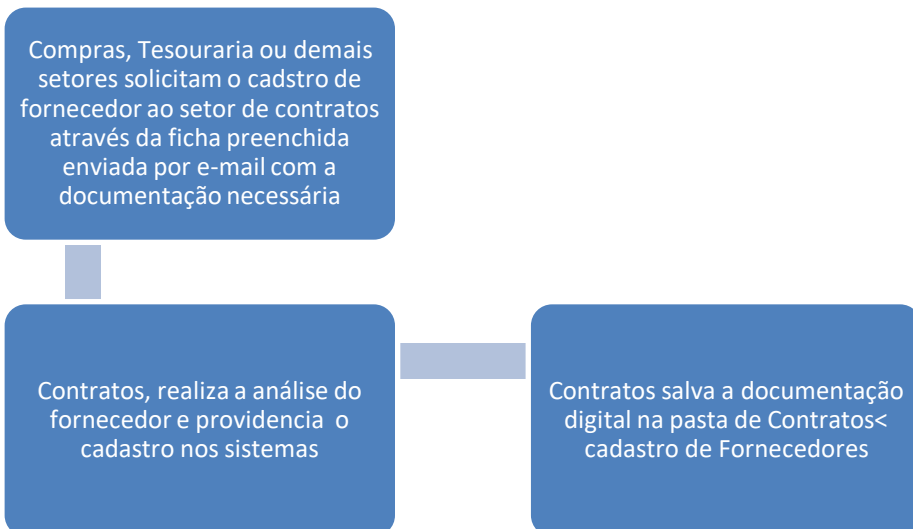 Compras, Tesouraria ou demais
setores solicitam o cadstro de
fornecedor ao setor de contratos
através da ficha preenchida
enviada por e-mail com a
documentação necessária
Contratos, realiza a análise do
fornecedor e providencia o
cadastro nos sistemas
Contratos salva a documentação
digital na pasta de Contratos<
cadastro de Fornecedores